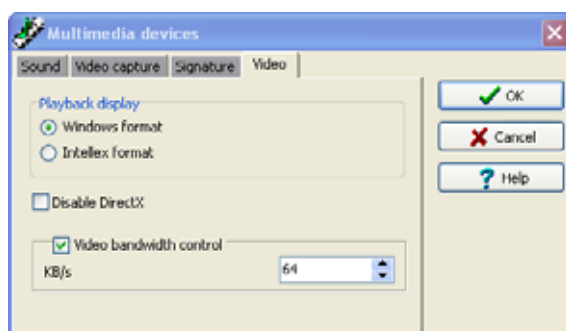 Multimedia devices
Sound Video capture Signature Video
Playback display
Windows format
Intellex format
Disable DirectX
Video bandwidth control
KB/s 64
OK
Cancel
Help